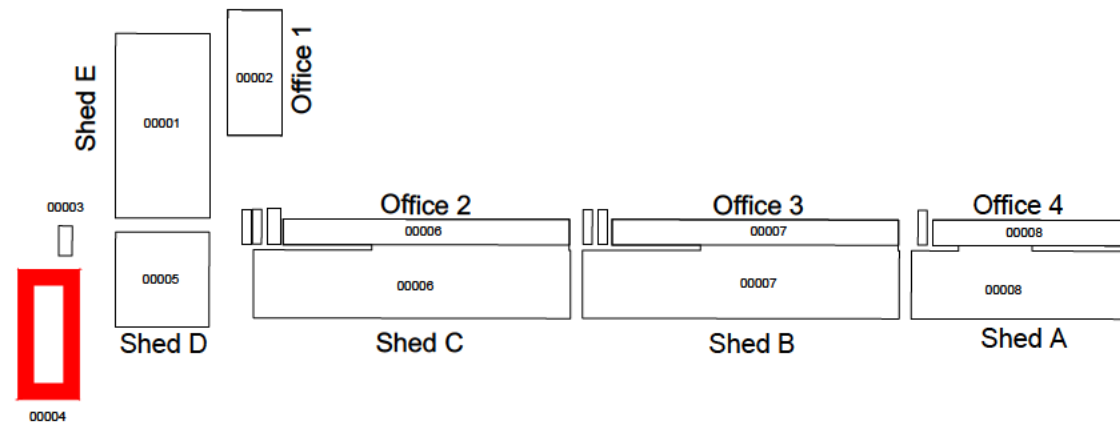 Shed E
00001
00002
Office 1
00003
00004
00005
Shed D
Office 2
00006
00006
Shed C
Office 3
00007
00007
Shed B
Office 4
00008
00008
Shed A